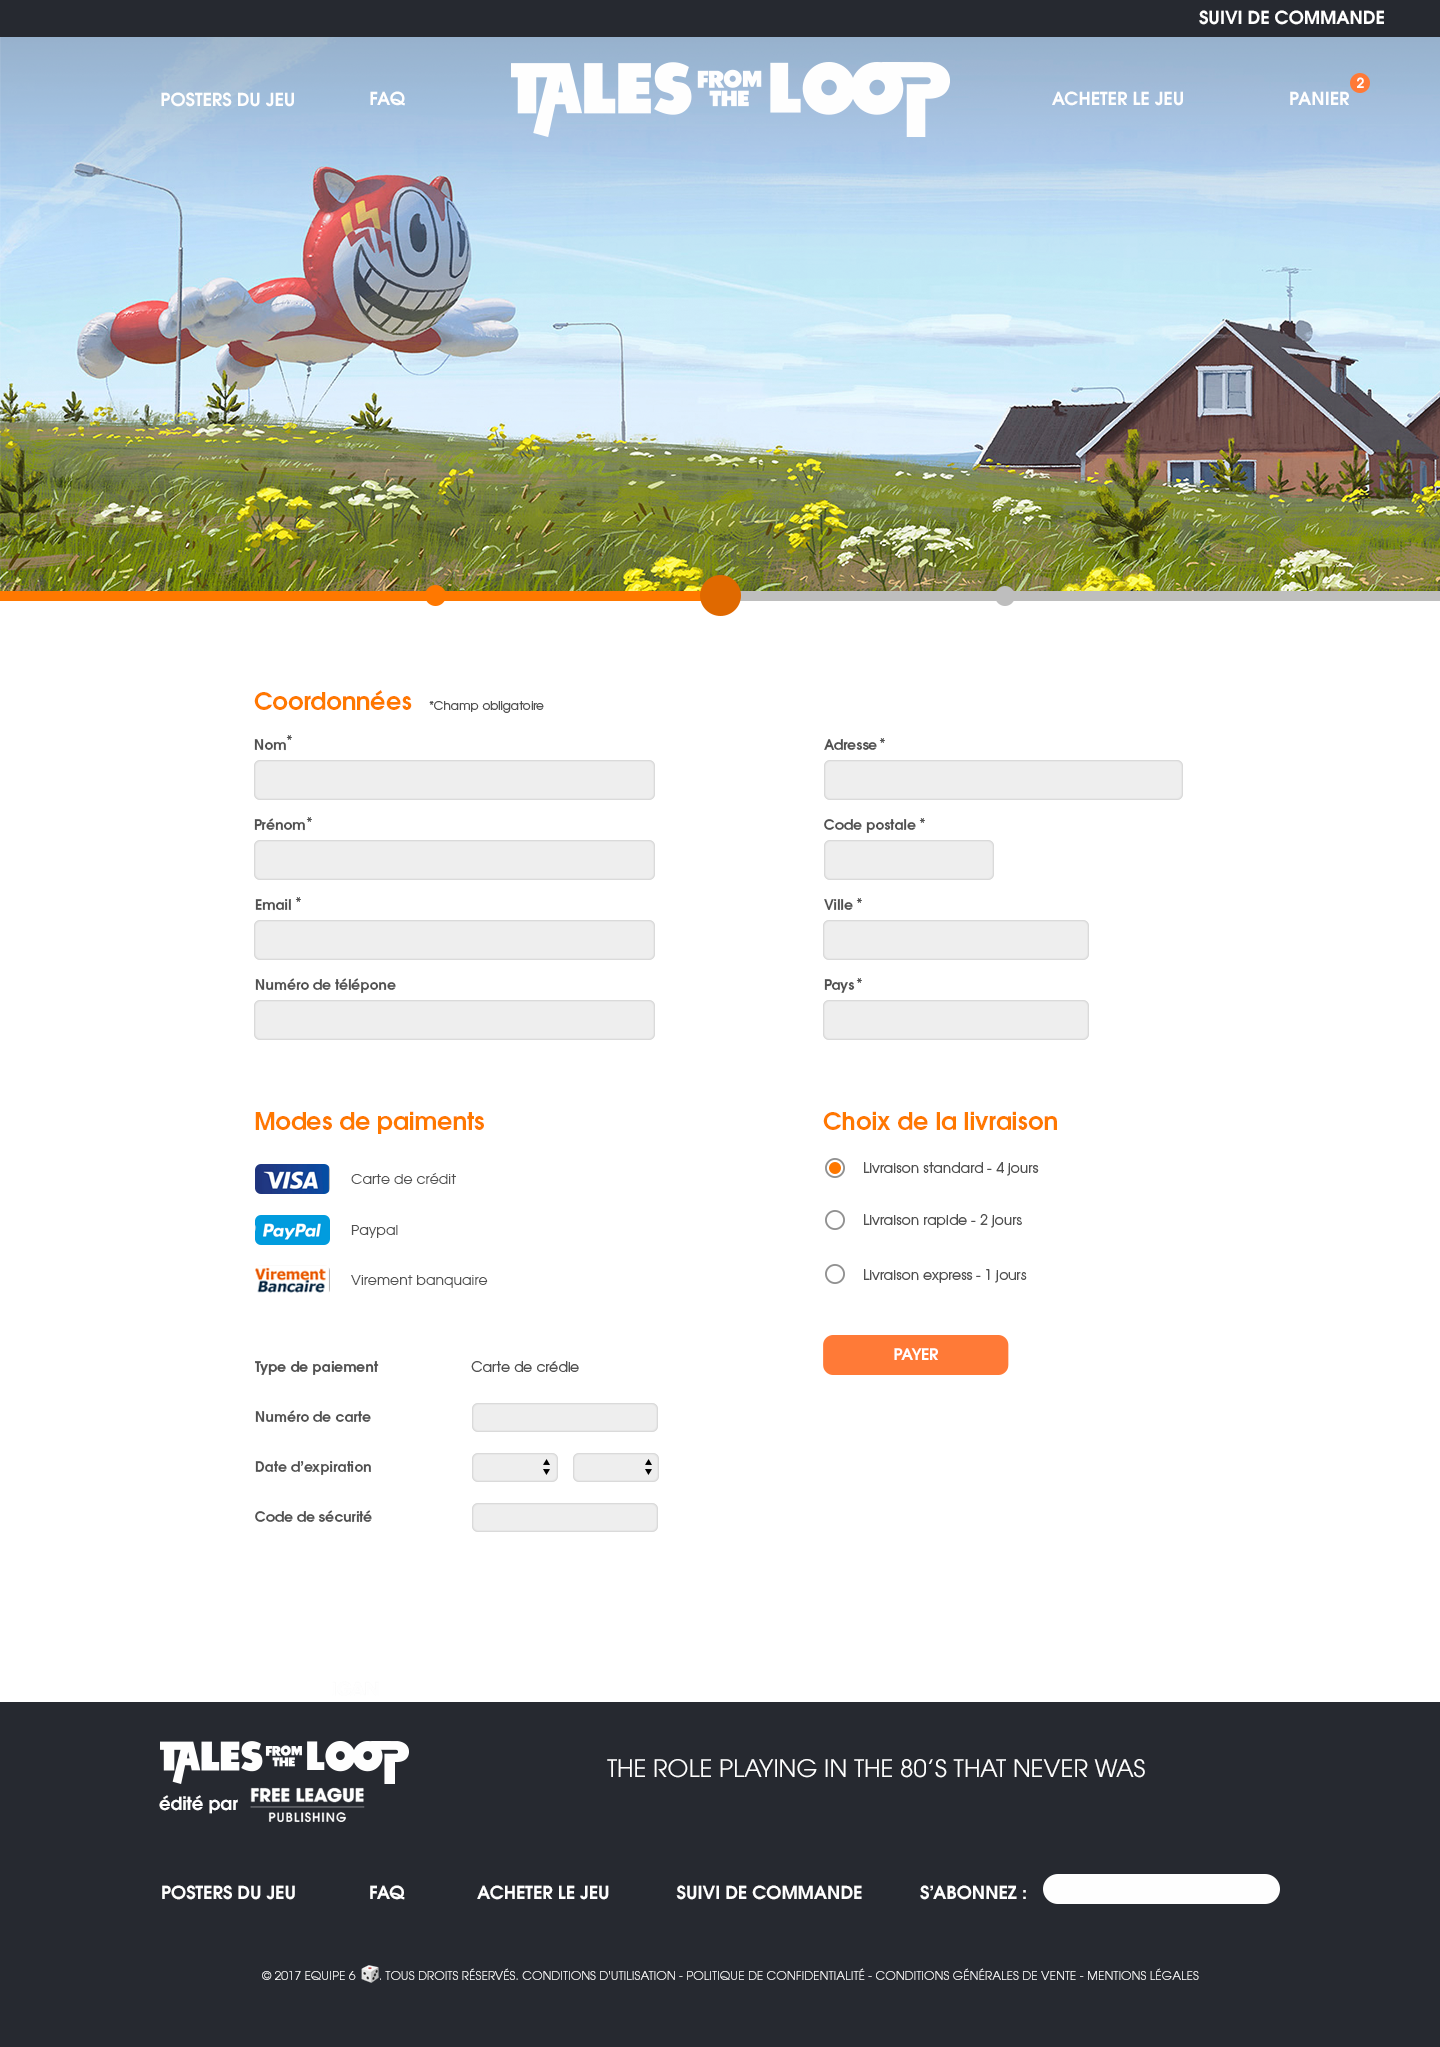 SUIVI DE COMMANDE
POSTERS DU JEU
FAQ
TALES FROM THE LOOP
ACHETER LE JEU
PANIER
2
Coordonnées
*Champ obligatoire
Nom*
Prénom*
Email *
Numéro de télépone
Adresse *
Code postale *
Ville *
Pays *
Modes de paiments
VISA
Carte de crédit
PayPal
Paypal
Virement
Bancaire
Virement banquaire
Type de paiement
Carte de crédie
Numéro de carte
Date d'expiration
Code de sécurité
Choix de la livraison
Livraison standard - 4 jours
Livraison rapide - 2 jours
Livraison express - 1 jours
PAYER
TALES FROM THE LOOP
édité par
FREE LEAGUE
PUBLISHING
THE ROLE PLAYING IN THE 80'S THAT NEVER WAS
POSTERS DU JEU
FAQ
ACHETER LE JEU
SUIVI DE COMMANDE
S'ABONNEZ :
© 2017 EQUIPE 6 . TOUS DROITS RÉSERVÉS. CONDITIONS D'UTILISATION - POLITIQUE DE CONFIDENTIALITÉ - CONDITIONS GÉNÉRALES DE VENTE - MENTIONS LÉGALES